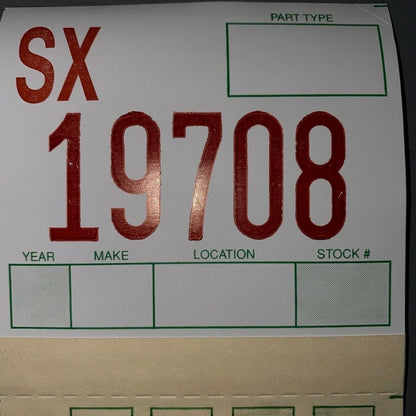 PART TYPE
SX
19708
YEAR MAKE LOCATION STOCK #